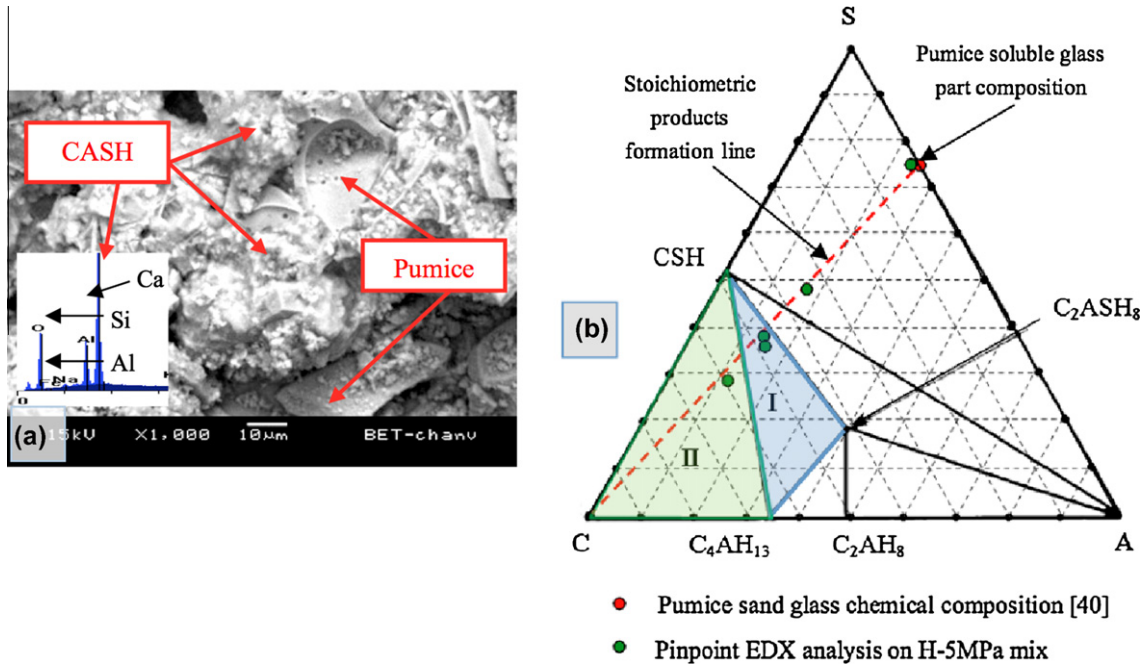 CASH
Pumice
Ca
O
Si
Al
Al
Na
0
(a)
15kV X1,000 10µm BET-chanv
S
Pumice soluble glass
part composition
Stoichiometric
products
formation line
CSH
(b)
C₂ASH₈
I
II
C
C₄AH₁₃
C₂AH₈
A
Pumice sand glass chemical composition [40]
Pinpoint EDX analysis on H-5MPa mix